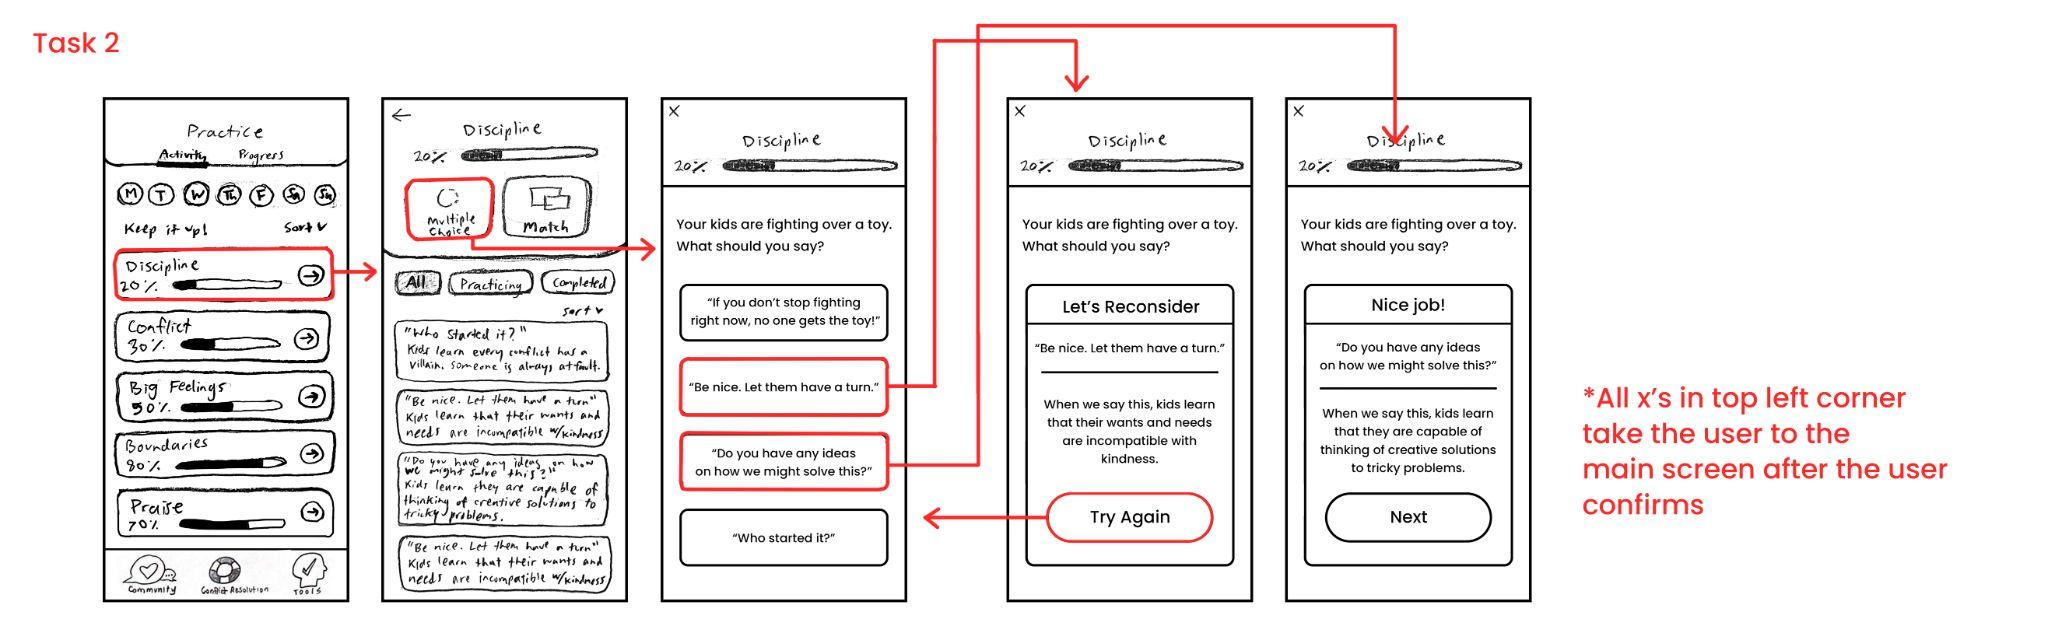 Task 2
Practice
Activity Progress
M T W Th F Sa Su
Keep it up! Sort
Discipline
20%
Conflict
30%
Big Feelings
50%
Boundaries
80%
Praise
70%
Community Conflict Resolution TOOLS
Discipline
20%
Multiple
Choice
Match
All Practicing Completed
Sort
"Who started it?"
Kids learn every conflict has a
villain. Someone is always at fault.
"Be nice. Let them have a turn"
Kids learn that their wants and
needs are incompatible w/kindness
"Do you have any ideas on how
we might solve this?"
Kids learn they are capable of
thinking of creative solutions to
tricky problems.
"Be nice. Let them have a turn"
Kids learn that their wants and
needs are incompatible w/kindness
X
Discipline
20%
Your kids are fighting over a toy.
What should you say?
“If you don’t stop fighting
right now, no one gets the toy!”
“Be nice. Let them have a turn.”
“Do you have any ideas
on how we might solve this?”
“Who started it?”
X
Discipline
20%
Your kids are fighting over a toy.
What should you say?
Let’s Reconsider
“Be nice. Let them have a turn.”
When we say this, kids learn
that their wants and needs
are incompatible with
kindness.
Try Again
X
Discipline
20%
Your kids are fighting over a toy.
What should you say?
Nice job!
“Do you have any ideas
on how we might solve this?”
When we say this, kids learn
that they are capable of
thinking of creative solutions
to tricky problems.
Next
*All x’s in top left corner
take the user to the
main screen after the user
confirms